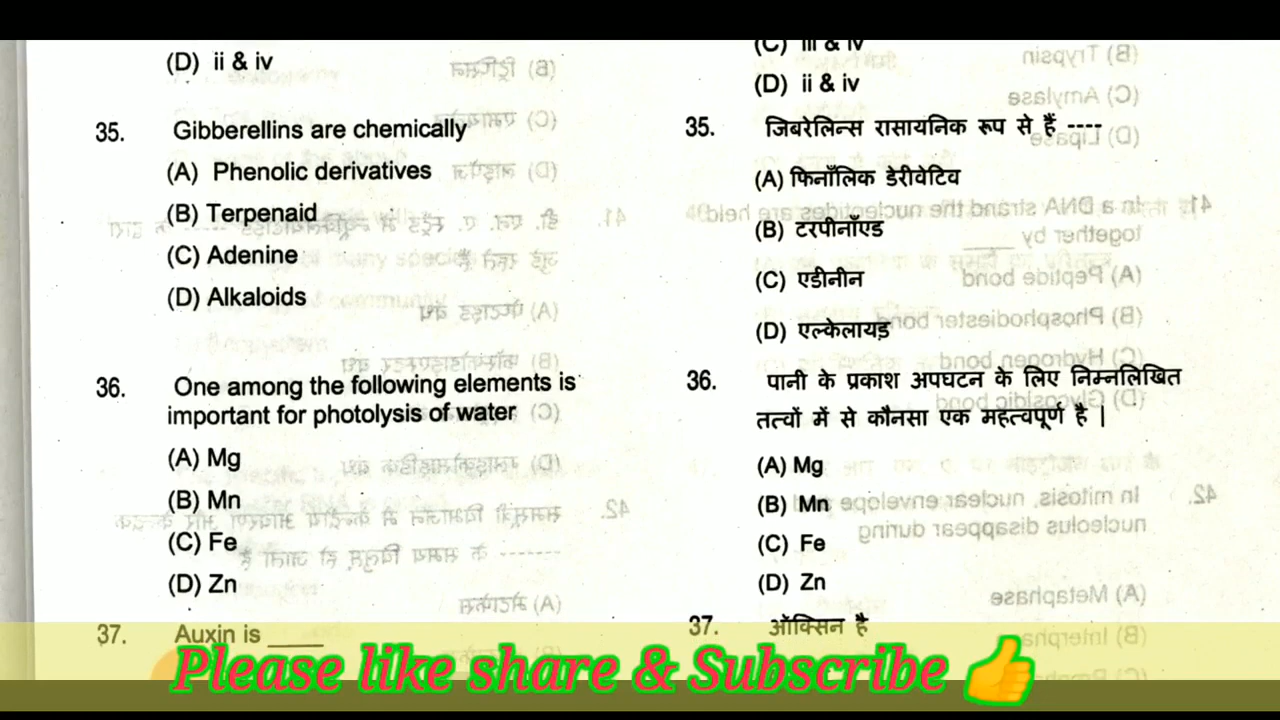 (D) ii & iv
35. Gibberellins are chemically
(A) Phenolic derivatives
(B) Terpenaid
(C) Adenine
(D) Alkaloids
36. One among the following elements is
important for photolysis of water
(A) Mg
(B) Mn
(C) Fe
(D) Zn
37. Auxin is ____
(C) iii & iv
(D) ii & iv
35. जिबरेलिन्स रासायनिक रूप से हैं ----
(A) फिनॉलिक डेरीवेटिव
(B) टरपीनॉएड
(C) एडीनीन
(D) एल्केलायड़
36. पानी के प्रकाश अपघटन के लिए निम्नलिखित
तत्वों में से कौनसा एक महत्वपूर्ण है |
(A) Mg
(B) Mn
(C) Fe
(D) Zn
37. ऑक्सिन है
Please like share & Subscribe